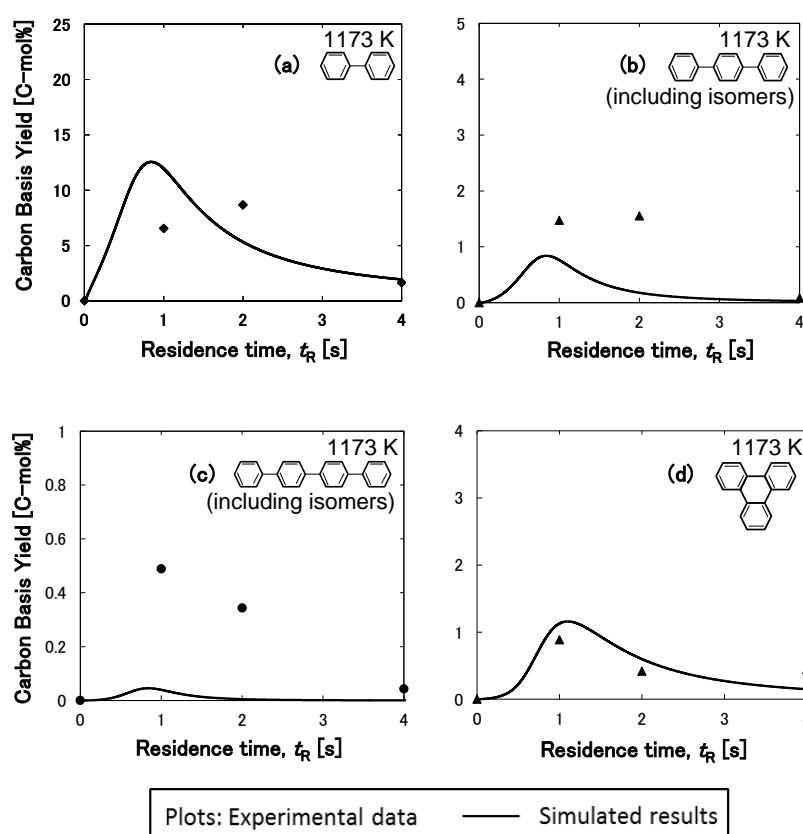 1173 K
(a)
25
20
15
10
5
0
0 1 2 3 4
Carbon Basis Yield [C-mol%]
Residence time, tR [s]
1173 K
(b)
(including isomers)
5
4
3
2
1
0
0 1 2 3 4
Residence time, tR [s]
1173 K
(c)
(including isomers)
1
0.8
0.6
0.4
0.2
0
0 1 2 3 4
Carbon Basis Yield [C-mol%]
Residence time, tR [s]
1173 K
(d)
4
3
2
1
0
0 1 2 3
Residence time, tR [s]
Plots: Experimental data Simulated results